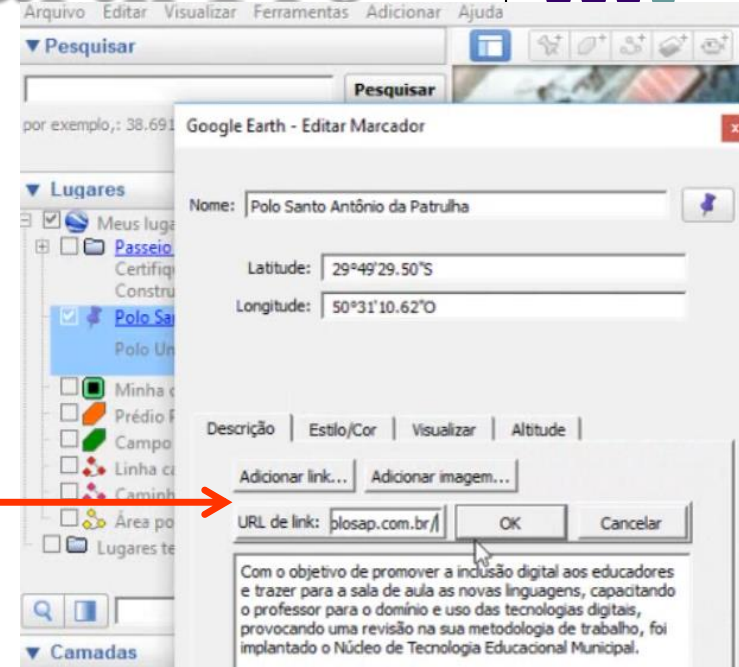 Arquivo Editar Visualizar Ferramentas Adicionar Ajuda
▼ Pesquisar
Pesquisar
por exemplo,: 38.691
Google Earth - Editar Marcador
x
▼ Lugares
Nome: Polo Santo Antônio da Patrulha
Meus luga
Passeio
Certifiq
Constru
Latitude: 29°49'29.50"S
Longitude: 50°31'10.62"O
Polo Sa
Polo Un
Minha c
Prédio P
Campo
Linha ca
Caminh
Área po
Lugares te
Descrição Estilo/Cor Visualizar Altitude
Adicionar link... Adicionar imagem...
URL de link: olosap.com.br/ OK Cancelar
Com o objetivo de promover a inclusão digital aos educadores
e trazer para a sala de aula as novas linguagens, capacitando
o professor para o domínio e uso das tecnologias digitais,
provocando uma revisão na sua metodologia de trabalho, foi
implantado o Núcleo de Tecnologia Educacional Municipal.
▼ Camadas